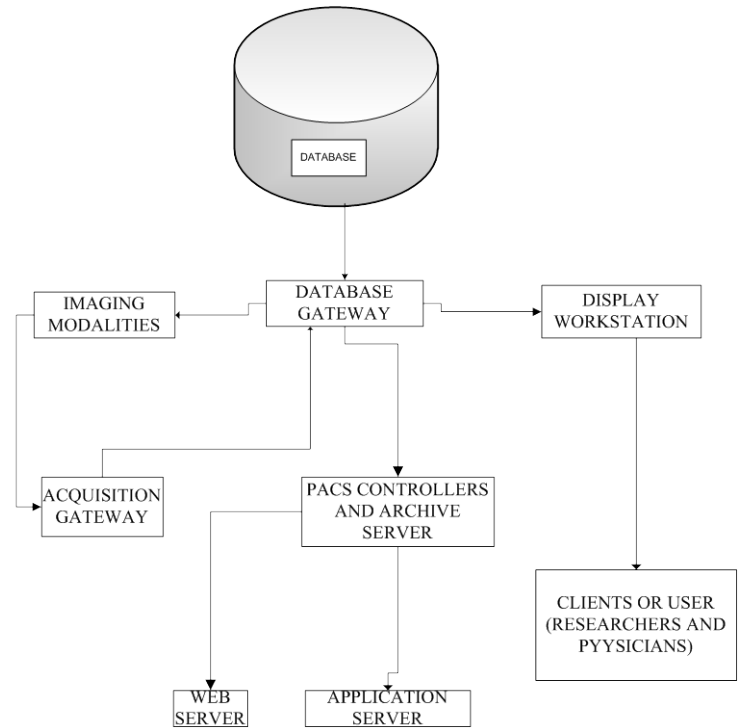 DATABASE
IMAGING
MODALITIES
DATABASE
GATEWAY
DISPLAY
WORKSTATION
ACQUISITION
GATEWAY
PACS CONTROLLERS
AND ARCHIVE
SERVER
CLIENTS OR USER
(RESEARCHERS AND
PYYSICIANS)
WEB
SERVER
APPLICATION
SERVER